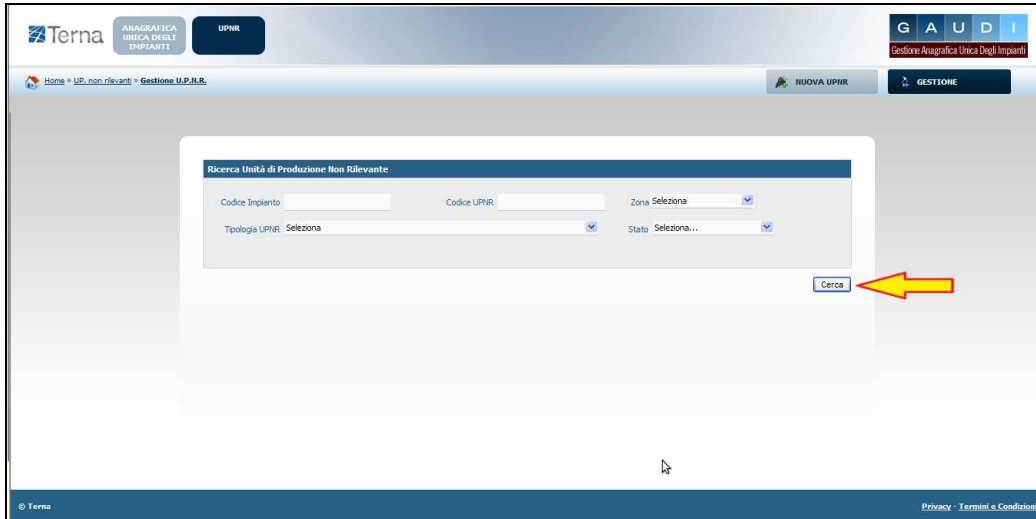 Terna
ANAGRAFICA
UNICA DEGLI
IMPIANTI
UPNR
G A U D I
Gestione Anagrafica Unica Degli Impianti
Home » UP. non rilevanti » Gestione U.P.N.R.
NUOVA UPNR
GESTIONE
Ricerca Unità di Produzione Non Rilevante
Codice Impianto
Codice UPNR
Zona Seleziona
Tipologia UPNR Seleziona
Stato Seleziona...
Cerca
© Terna
Privacy - Termini e Condizion